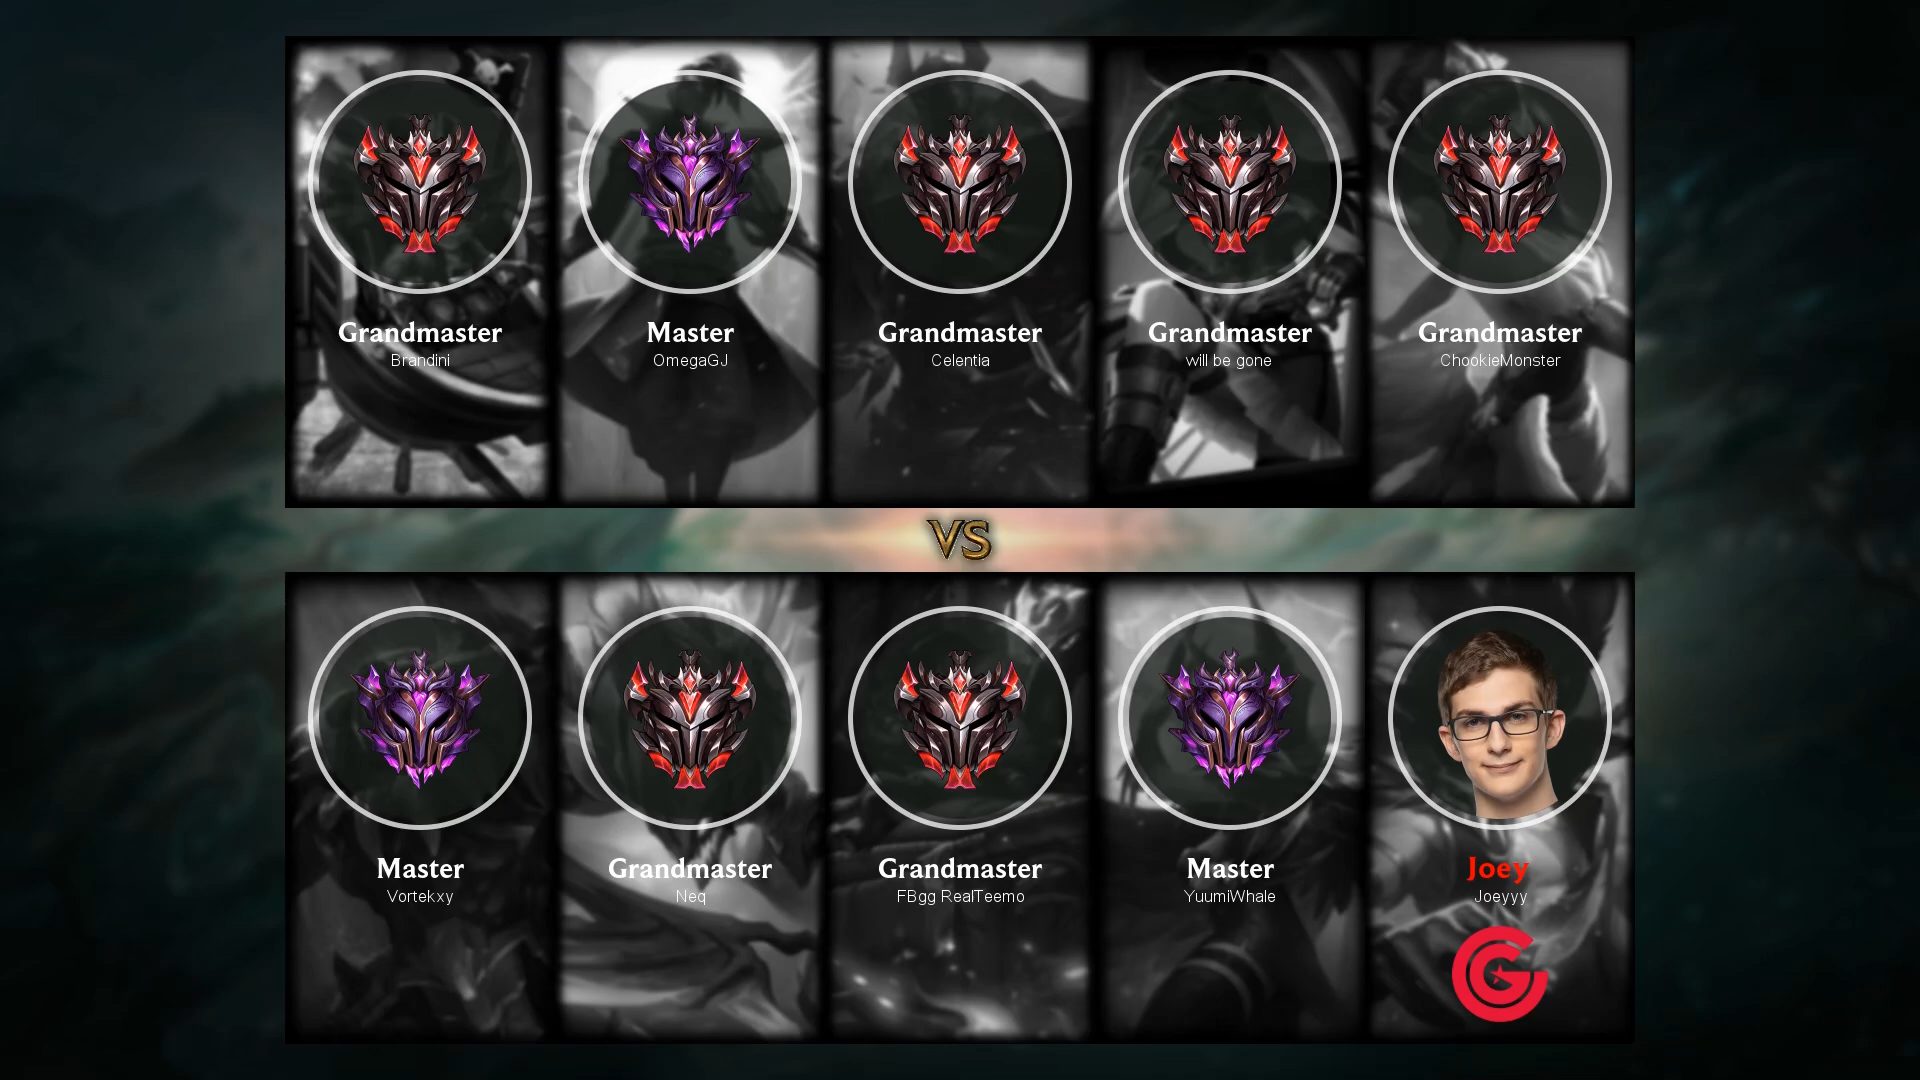 Grandmaster
Brandini
Master
OmegaGJ
Grandmaster
Celentia
Grandmaster
will be gone
Grandmaster
ChookieMonster
VS
Master
Vortekxy
Grandmaster
Neq
Grandmaster
FBgg RealTeemo
Master
YuumiWhale
Joey
Joeyyy